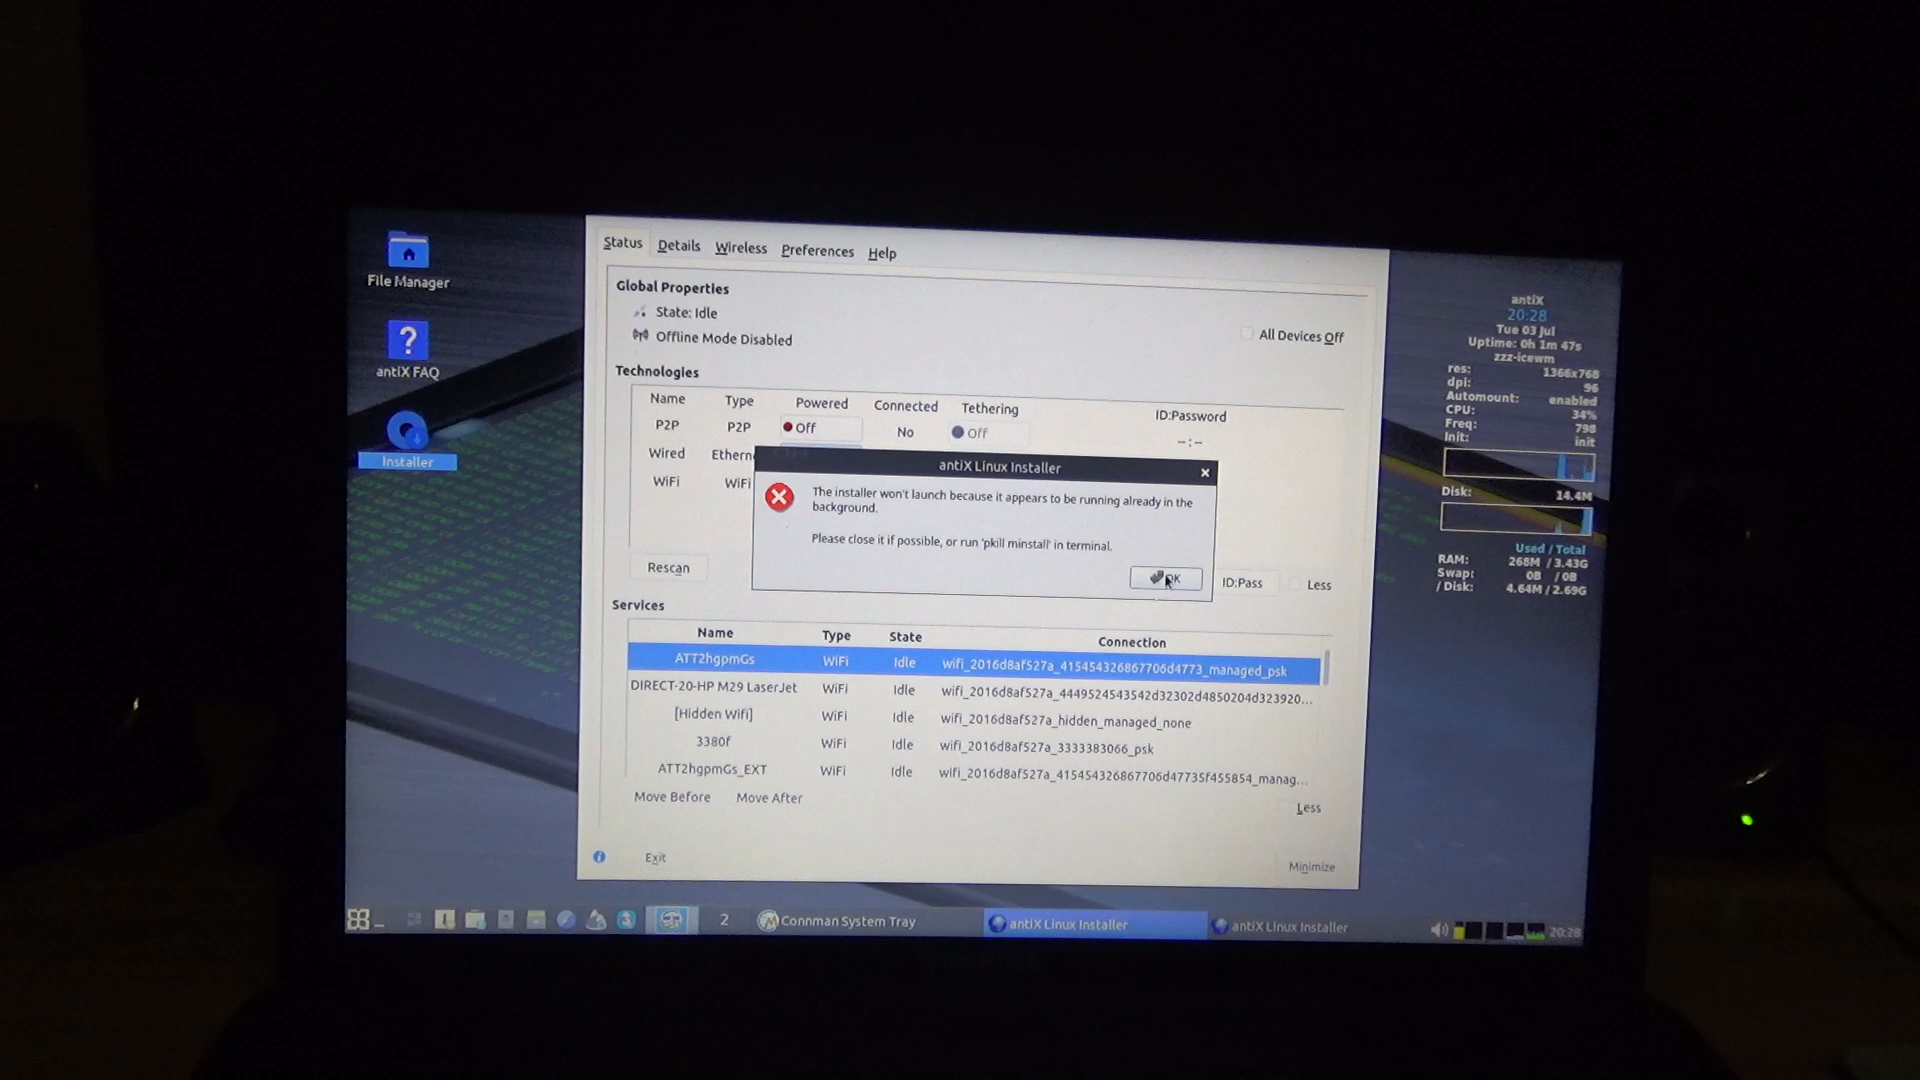 File Manager
antiX FAQ
Installer
Status Details Wireless Preferences Help
Global Properties
State: Idle
Offline Mode Disabled
All Devices Off
Technologies
Name Type Powered Connected Tethering ID:Password
P2P P2P Off No Off --:--
Wired Ethern
WiFi WiFi
antiX Linux Installer
The installer won't launch because it appears to be running already in the
background.
Please close it if possible, or run 'pkill minstall' in terminal.
OK
Rescan ID:Pass Less
Services
Name Type State Connection
ATT2hgpmGs WiFi Idle wifi_2016d8af527a_415454326867706d4773_managed_psk
DIRECT-20-HP M29 LaserJet WiFi Idle wifi_2016d8af527a_4449524543542d32302d4850204d323920...
[Hidden Wifi] WiFi Idle wifi_2016d8af527a_hidden_managed_none
3380f WiFi Idle wifi_2016d8af527a_3333383066_psk
ATT2hgpmGs_EXT WiFi Idle wifi_2016d8af527a_415454326867706d47735f455854_manag...
Move Before Move After
Less
Exit Minimize
antiX
20:28
Tue 03 Jul
Uptime: 0h 1m 47s
zzz-icewm
res: 1366x768
dpi: 96
Automount: enabled
CPU: 34%
Freq: 798
Init: init
Disk: 14.4M
Used / Total
RAM: 268M / 3.43G
Swap: 0B / 0B
/ Disk: 4.64M / 2.69G
2 Connman System Tray antiX Linux Installer antiX Linux Installer 20:28